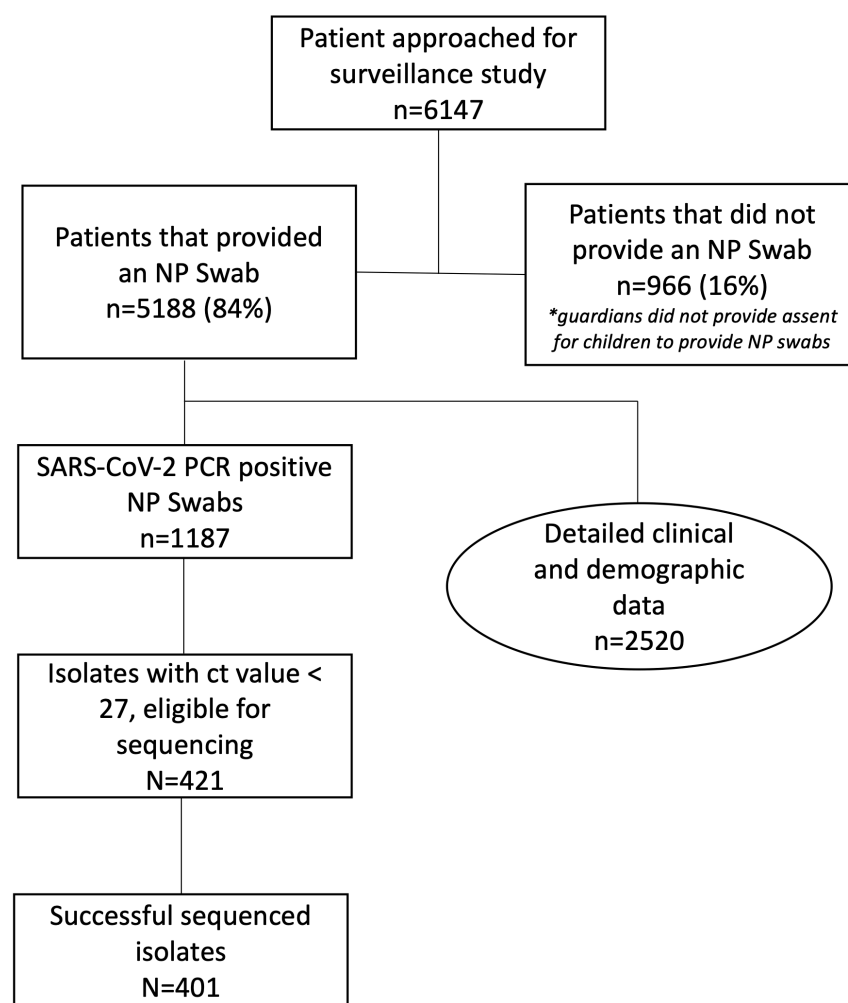 Patient approached for
surveillance study
n=6147
Patients that provided
an NP Swab
n=5188 (84%)
Patients that did not
provide an NP Swab
n=966 (16%)
*guardians did not provide assent
for children to provide NP swabs
SARS-CoV-2 PCR positive
NP Swabs
n=1187
Detailed clinical
and demographic
data
n=2520
Isolates with ct value <
27, eligible for
sequencing
N=421
Successful sequenced
isolates
N=401